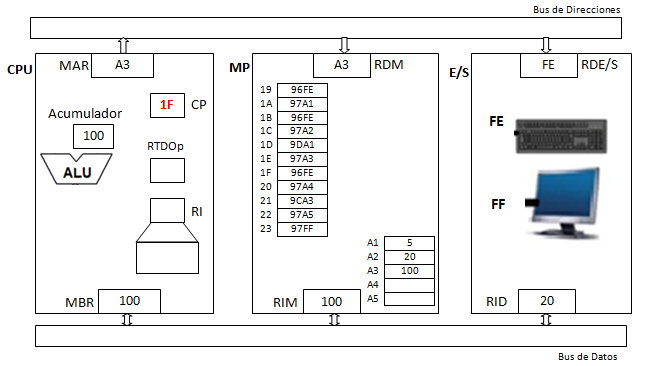 Bus de Direcciones
CPU
MAR
A3
MP
A3
RDM
E/S
FE
RDE/S
1F
CP
Acumulador
100
ALU
RTDOp
RI
19 96FE
1A 97A1
1B 96FE
1C 97A2
1D 9DA1
1E 97A3
1F 96FE
20 97A4
21 9CA3
22 97A5
23 97FF
A1 5
A2 20
A3 100
A4
A5
FE
FF
MBR
100
RIM
100
RID
20
Bus de Datos